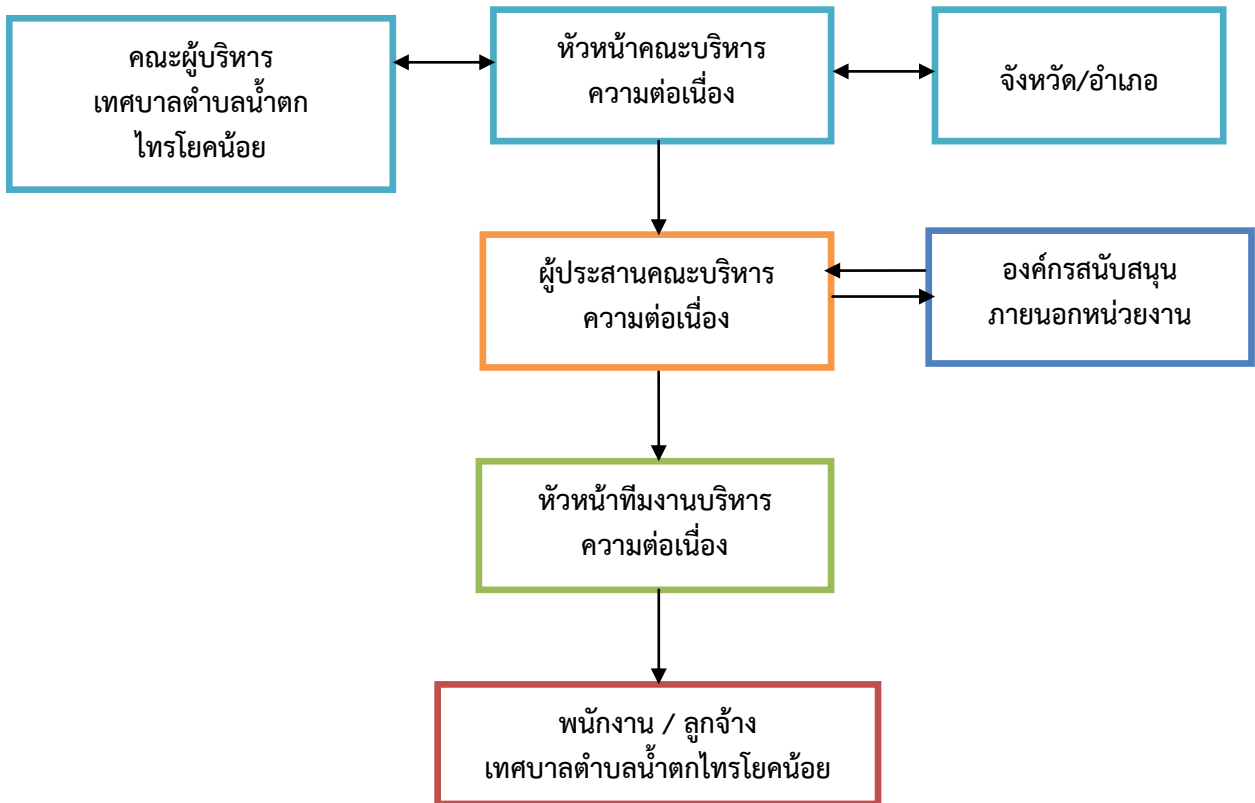 คณะผู้บริหาร
เทศบาลตำบลน้ำตก
ไทรโยคน้อย
หัวหน้าคณะบริหาร
ความต่อเนื่อง
จังหวัด/อำเภอ
ผู้ประสานคณะบริหาร
ความต่อเนื่อง
องค์กรสนับสนุน
ภายนอกหน่วยงาน
หัวหน้าทีมงานบริหาร
ความต่อเนื่อง
พนักงาน / ลูกจ้าง
เทศบาลตำบลน้ำตกไทรโยคน้อย